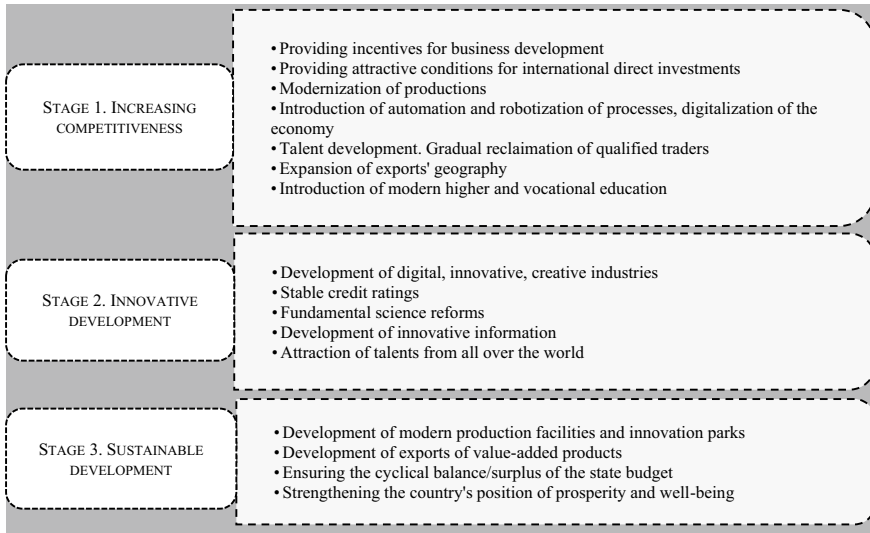 STAGE 1. INCREASING
COMPETITIVENESS
• Providing incentives for business development
• Providing attractive conditions for international direct investments
• Modernization of productions
• Introduction of automation and robotization of processes, digitalization of the
economy
• Talent development. Gradual reclaimation of qualified traders
• Expansion of exports' geography
• Introduction of modern higher and vocational education
STAGE 2. INNOVATIVE
DEVELOPMENT
• Development of digital, innovative, creative industries
• Stable credit ratings
• Fundamental science reforms
• Development of innovative information
• Attraction of talents from all over the world
STAGE 3. SUSTAINABLE
DEVELOPMENT
• Development of modern production facilities and innovation parks
• Development of exports of value-added products
• Ensuring the cyclical balance/surplus of the state budget
• Strengthening the country's position of prosperity and well-being